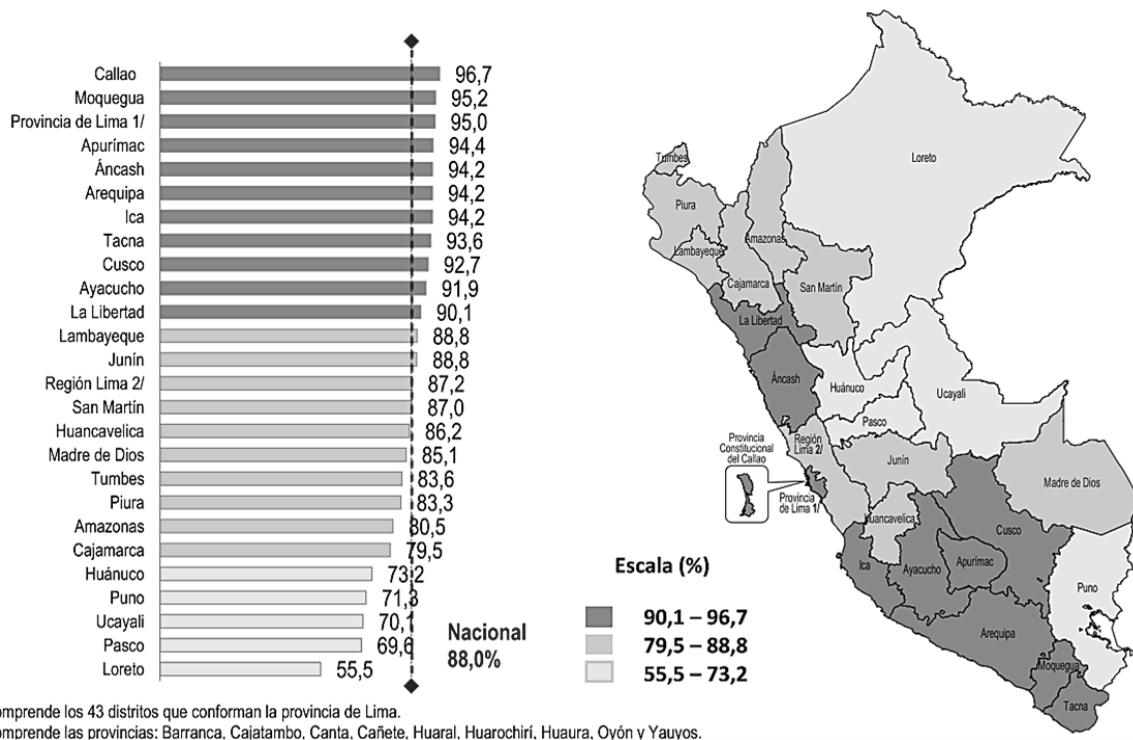 Callao 96,7
Moquegua 95,2
Provincia de Lima 1/ 95,0
Apurímac 94,4
Áncash 94,2
Arequipa 94,2
Ica 94,2
Tacna 93,6
Cusco 92,7
Ayacucho 91,9
La Libertad 90,1
Lambayeque 88,8
Junín 88,8
Región Lima 2/ 87,2
San Martín 87,0
Huancavelica 86,2
Madre de Dios 85,1
Tumbes 83,6
Piura 83,3
Amazonas 80,5
Cajamarca 79,5
Huánuco 73,2
Puno 71,3
Ucayali 70,1
Pasco 69,6
Loreto 55,5
Nacional
88,0%
Loreto
Tumbes
Piura
Amazonas
Lambayeque
Cajamarca
San Martín
La Libertad
Áncash
Huánuco
Ucayali
Pasco
Provincia
Constitucional
del Callao
Región
Lima 2/
Junín
Provincia
de Lima 1/
Madre de Dios
Huancavelica
Cusco
Ica
Ayacucho
Apurímac
Puno
Arequipa
Moquegua
Tacna
Escala (%)
90,1 – 96,7
79,5 – 88,8
55,5 – 73,2
omprende los 43 distritos que conforman la provincia de Lima.
omprende las provincias: Barranca, Cajatambo, Canta, Cañete, Huaral, Huarochirí, Huaura, Oyón y Yauyos.